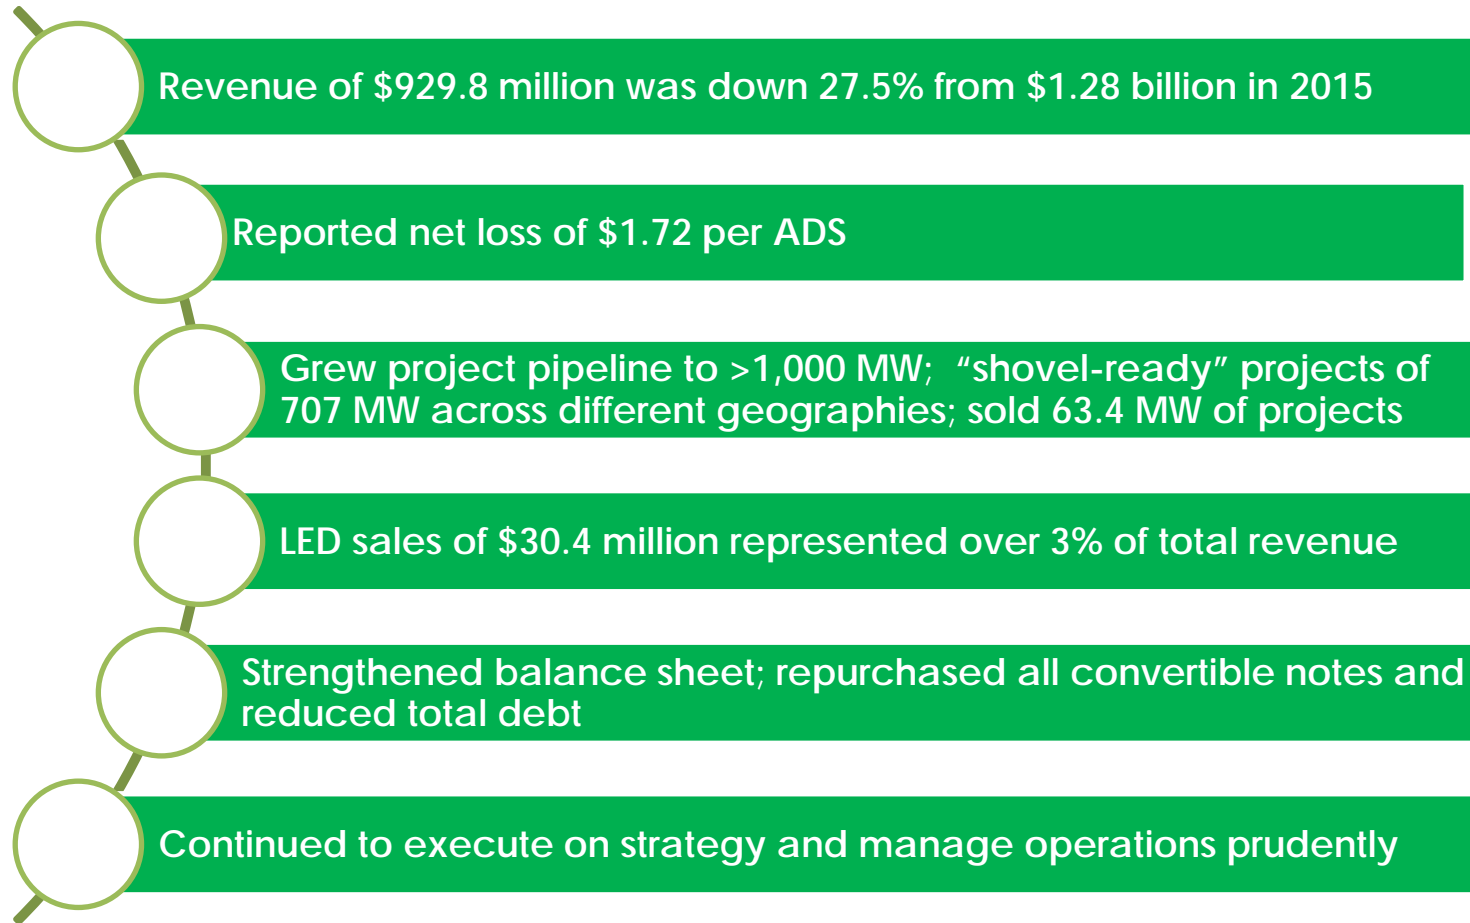 Revenue of $929.8 million was down 27.5% from $1.28 billion in 2015
Reported net loss of $1.72 per ADS
Grew project pipeline to >1,000 MW;  “shovel-ready” projects of
707 MW across different geographies; sold 63.4 MW of projects
LED sales of $30.4 million represented over 3% of total revenue
Strengthened balance sheet; repurchased all convertible notes and
reduced total debt
Continued to execute on strategy and manage operations prudently